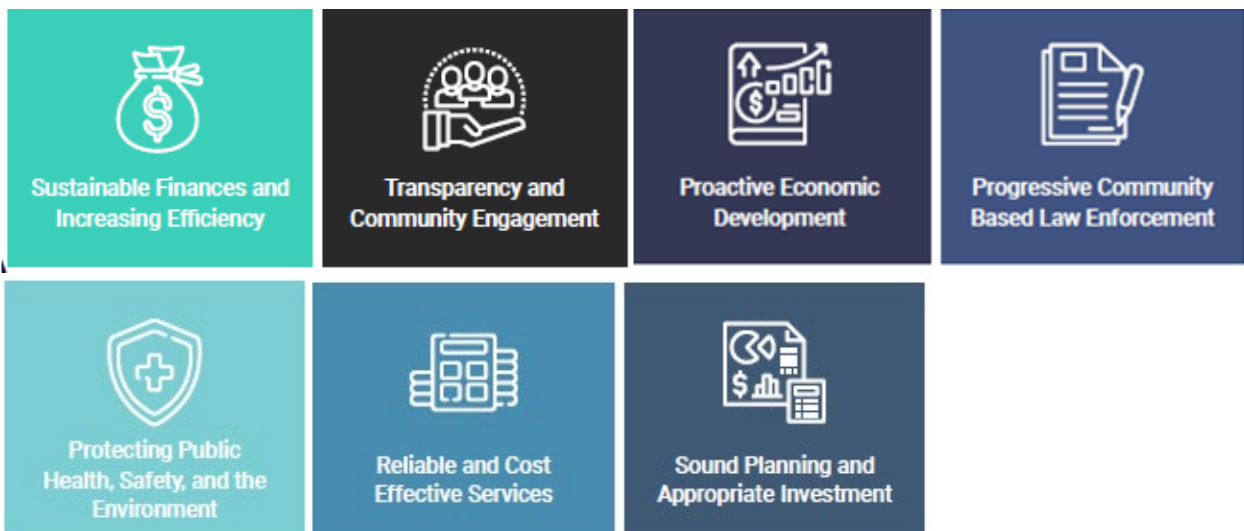 $
Sustainable Finances and
Increasing Efficiency
Transparency and
Community Engagement
$
Proactive Economic
Development
Progressive Community
Based Law Enforcement
Protecting Public
Health, Safety, and the
Environment
Reliable and Cost
Effective Services
$
Sound Planning and
Appropriate Investment